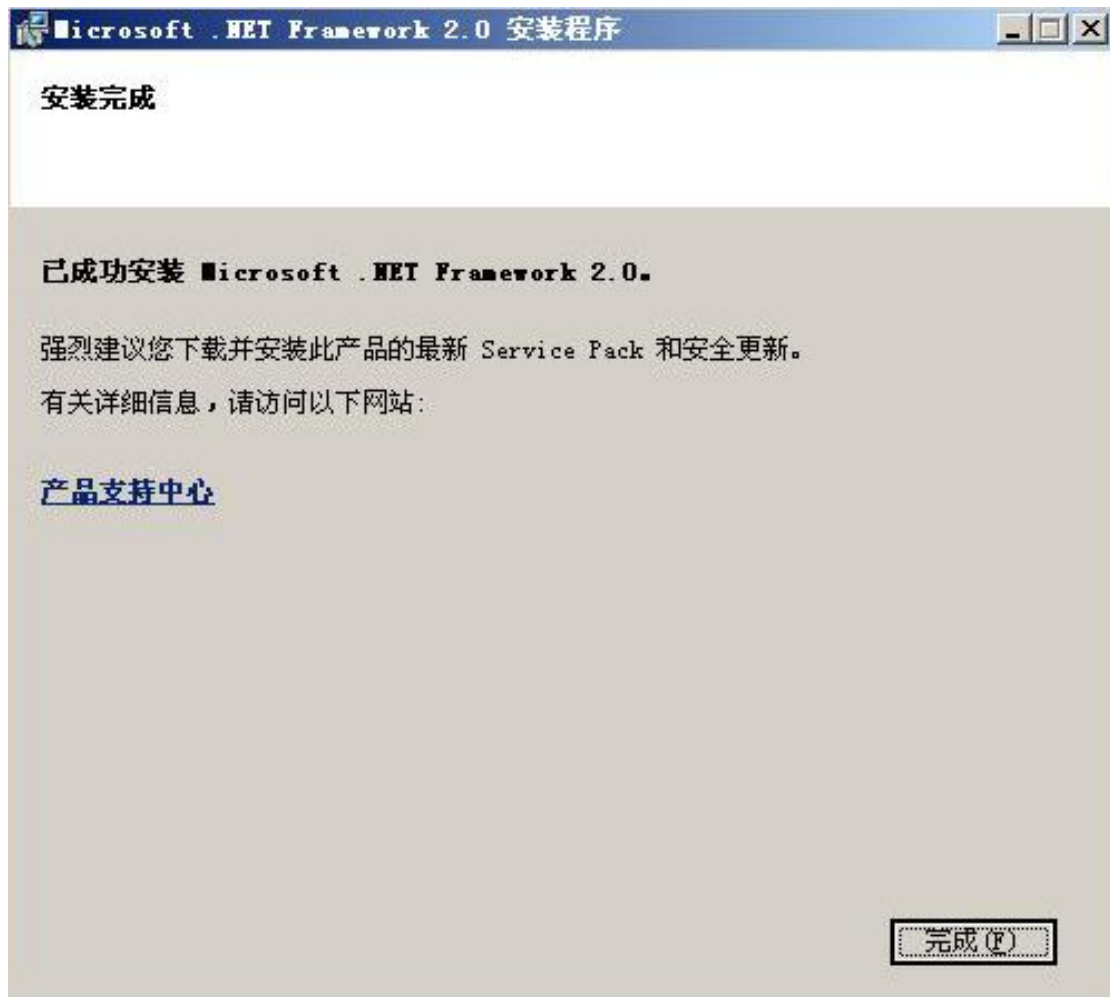 Microsoft .NET Framework 2.0 安装程序
安装完成
已成功安装 Microsoft .NET Framework 2.0。
强烈建议您下载并安装此产品的最新 Service Pack 和安全更新。
有关详细信息，请访问以下网站:
产品支持中心
完成(F)